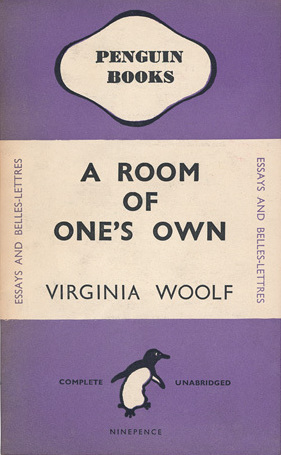 PENGUIN
BOOKS
A ROOM
OF
ONE'S OWN
VIRGINIA WOOLF
ESSAYS AND BELLES-LETTRES
ESSAYS AND BELLES-LETTRES
COMPLETE UNABRIDGED
NINEPENCE